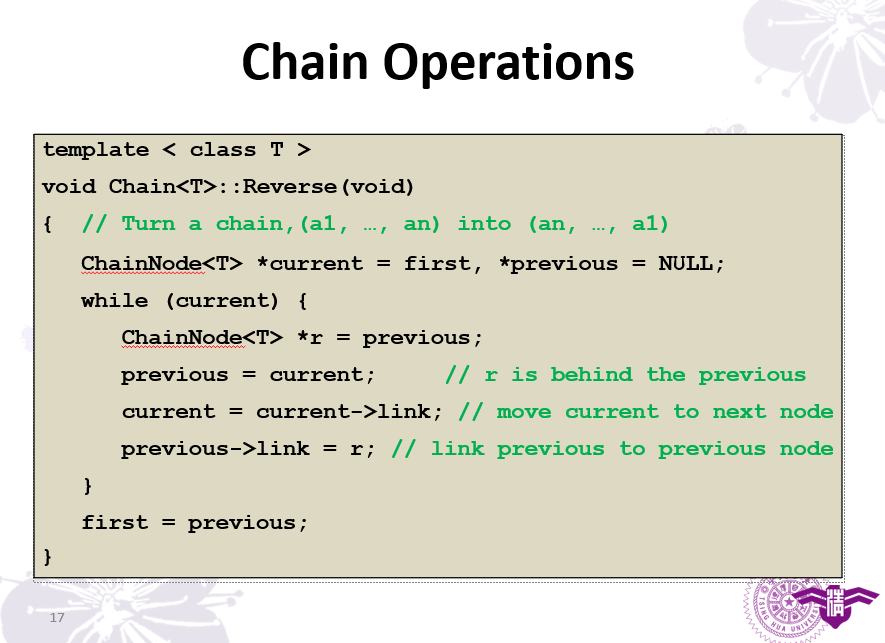 Chain Operations
template < class T >
void Chain<T>::Reverse(void)
{ // Turn a chain,(a1, …, an) into (an, …, a1)
ChainNode<T> *current = first, *previous = NULL;
while (current) {
ChainNode<T> *r = previous;
previous = current; // r is behind the previous
current = current->link; // move current to next node
previous->link = r; // link previous to previous node
}
first = previous;
}
17